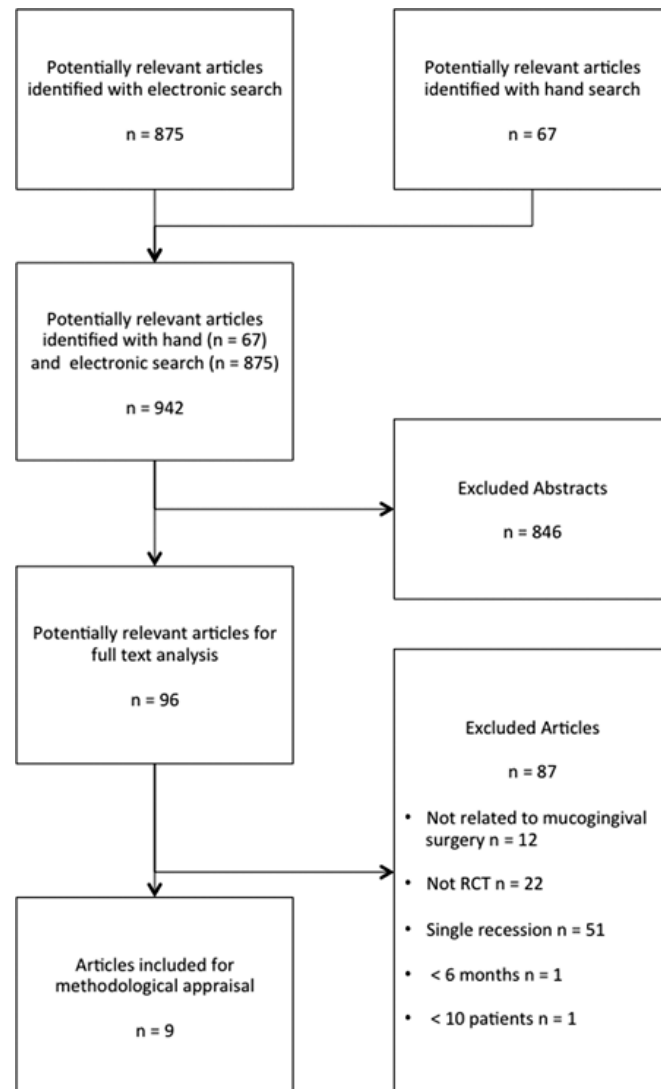 Potentially relevant articles
identified with electronic search
n = 875
Potentially relevant articles
identified with hand search
n = 67
Potentially relevant articles
identified with hand (n = 67)
and electronic search (n = 875)
n = 942
Excluded Abstracts
n = 846
Potentially relevant articles for
full text analysis
n = 96
Excluded Articles
n = 87
• Not related to mucogingival
surgery n = 12
• Not RCT n = 22
• Single recession n = 51
• < 6 months n = 1
• < 10 patients n = 1
Articles included for
methodological appraisal
n = 9